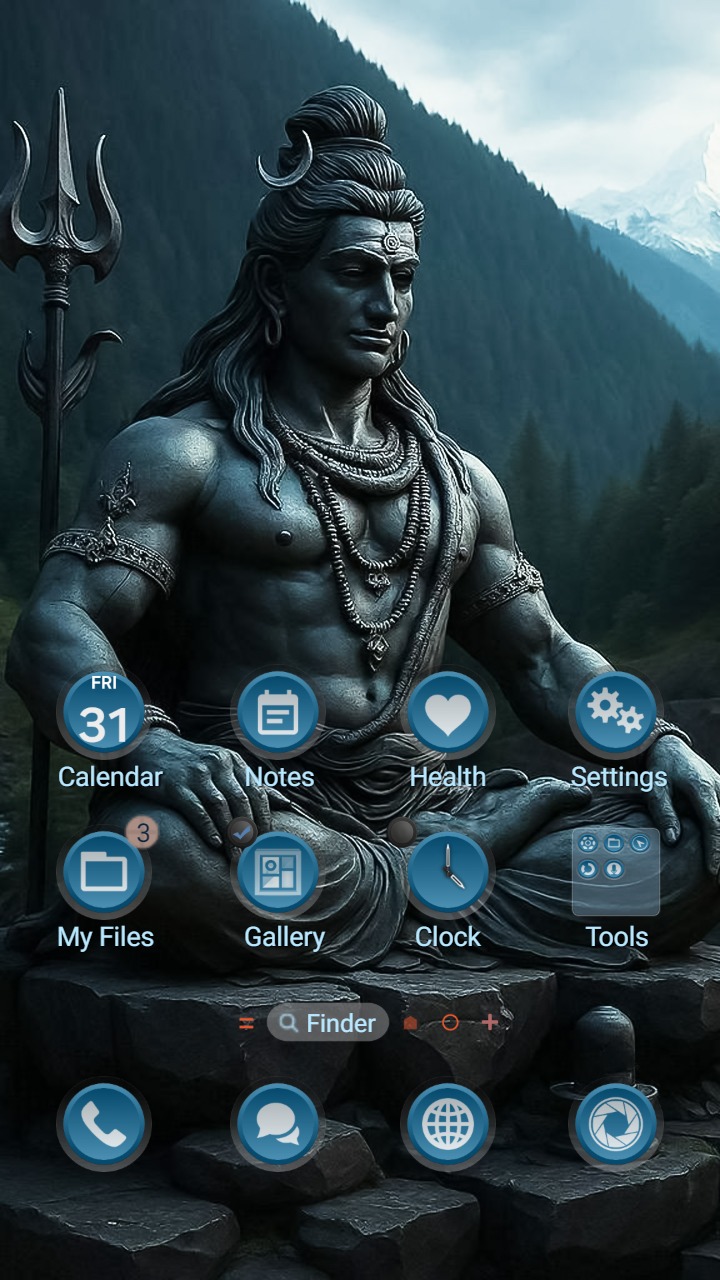 FRI
31
Calendar
Notes
Health
Settings
3
My Files
Gallery
Clock
Tools
Finder